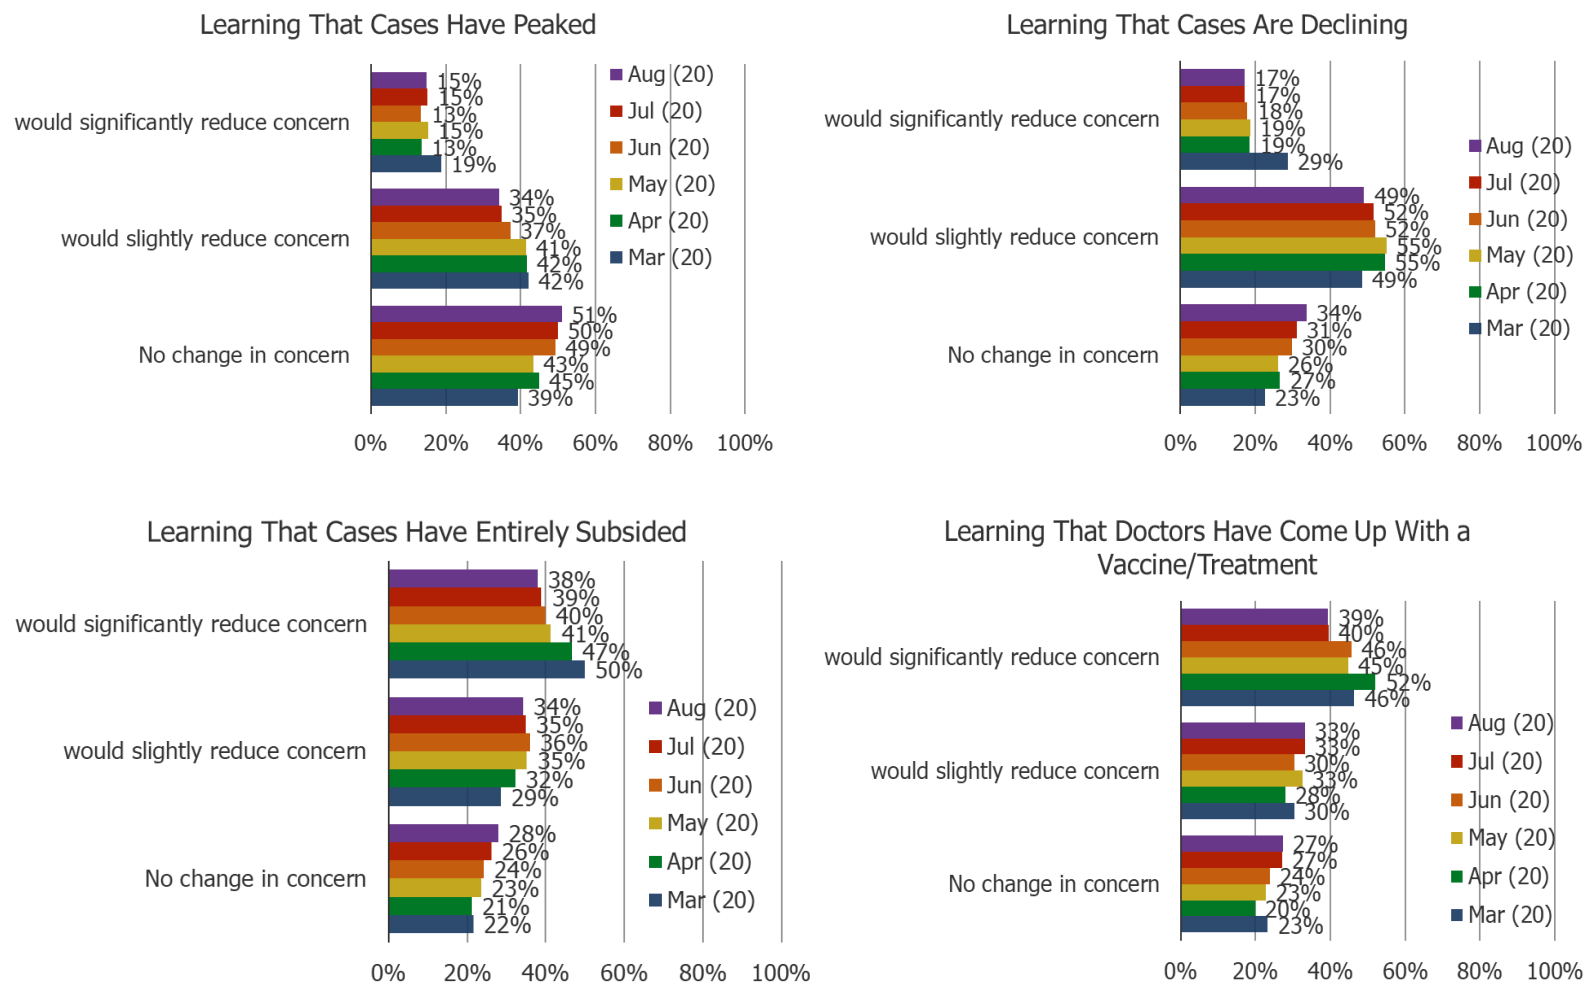 Learning That Cases Have Peaked
would significantly reduce concern
15%
15%
13%
15%
13%
19%
would slightly reduce concern
34%
35%
37%
41%
42%
42%
No change in concern
51%
50%
49%
43%
45%
39%
0% 20% 40% 60% 80% 100%
Aug (20)
Jul (20)
Jun (20)
May (20)
Apr (20)
Mar (20)
Learning That Cases Are Declining
would significantly reduce concern
17%
17%
18%
19%
19%
29%
would slightly reduce concern
49%
52%
52%
55%
55%
49%
No change in concern
34%
31%
30%
26%
27%
23%
0% 20% 40% 60% 80% 100%
Aug (20)
Jul (20)
Jun (20)
May (20)
Apr (20)
Mar (20)
Learning That Cases Have Entirely Subsided
would significantly reduce concern
38%
39%
40%
41%
47%
50%
would slightly reduce concern
34%
35%
36%
35%
32%
29%
No change in concern
28%
26%
24%
23%
21%
22%
0% 20% 40% 60% 80% 100%
Aug (20)
Jul (20)
Jun (20)
May (20)
Apr (20)
Mar (20)
Learning That Doctors Have Come Up With a
Vaccine/Treatment
would significantly reduce concern
39%
40%
46%
45%
52%
46%
would slightly reduce concern
33%
33%
30%
33%
28%
30%
No change in concern
27%
27%
24%
23%
20%
23%
0% 20% 40% 60% 80% 100%
Aug (20)
Jul (20)
Jun (20)
May (20)
Apr (20)
Mar (20)